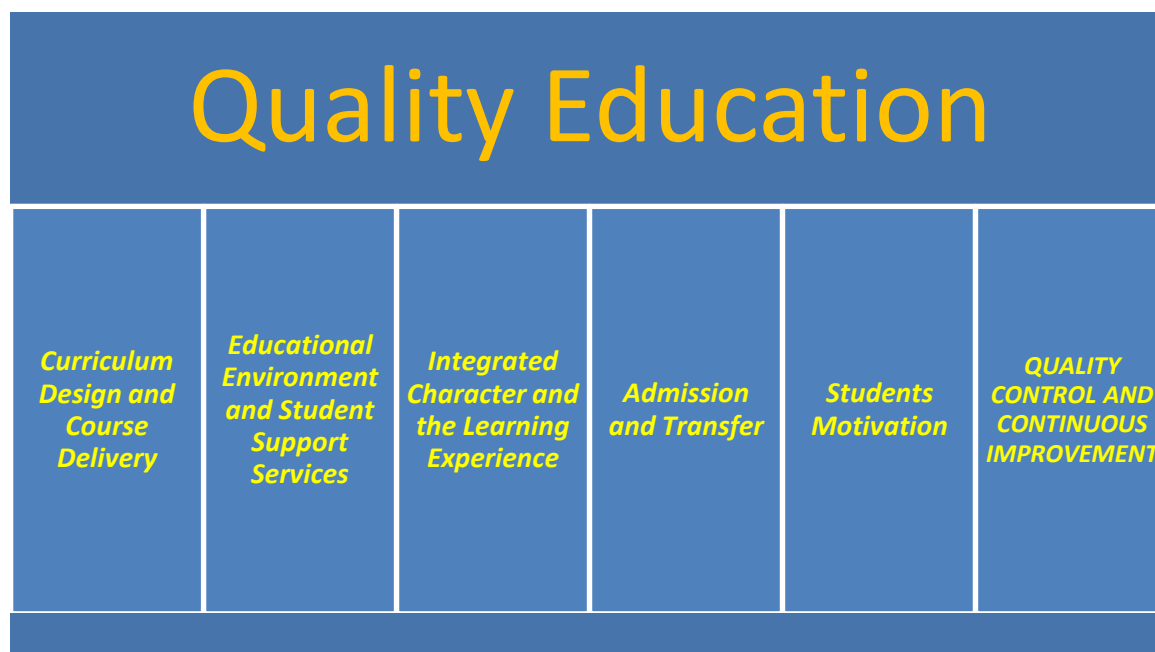 Quality Education
Curriculum
Design and
Course
Delivery
Educational
Environment
and Student
Support
Services
Integrated
Character and
the Learning
Experience
Admission
and Transfer
Students
Motivation
QUALITY
CONTROL AND
CONTINUOUS
IMPROVEMENT